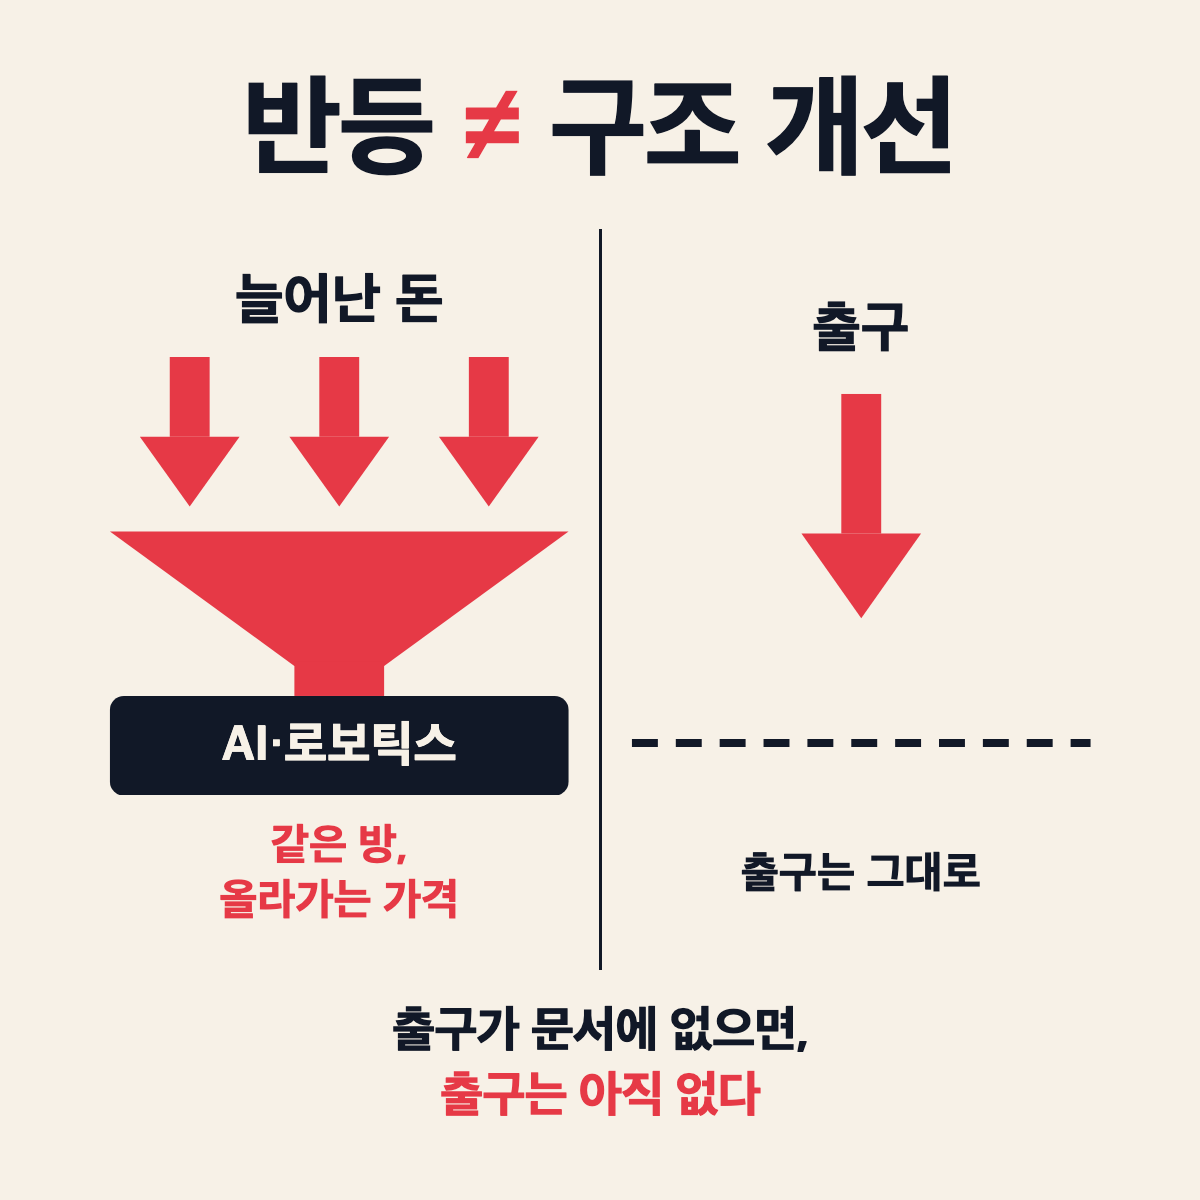 반등 ≠ 구조 개선
늘어난 돈
AI·로보틱스
같은 방,
올라가는 가격
출구
출구는 그대로
출구가 문서에 없으면,
출구는 아직 없다